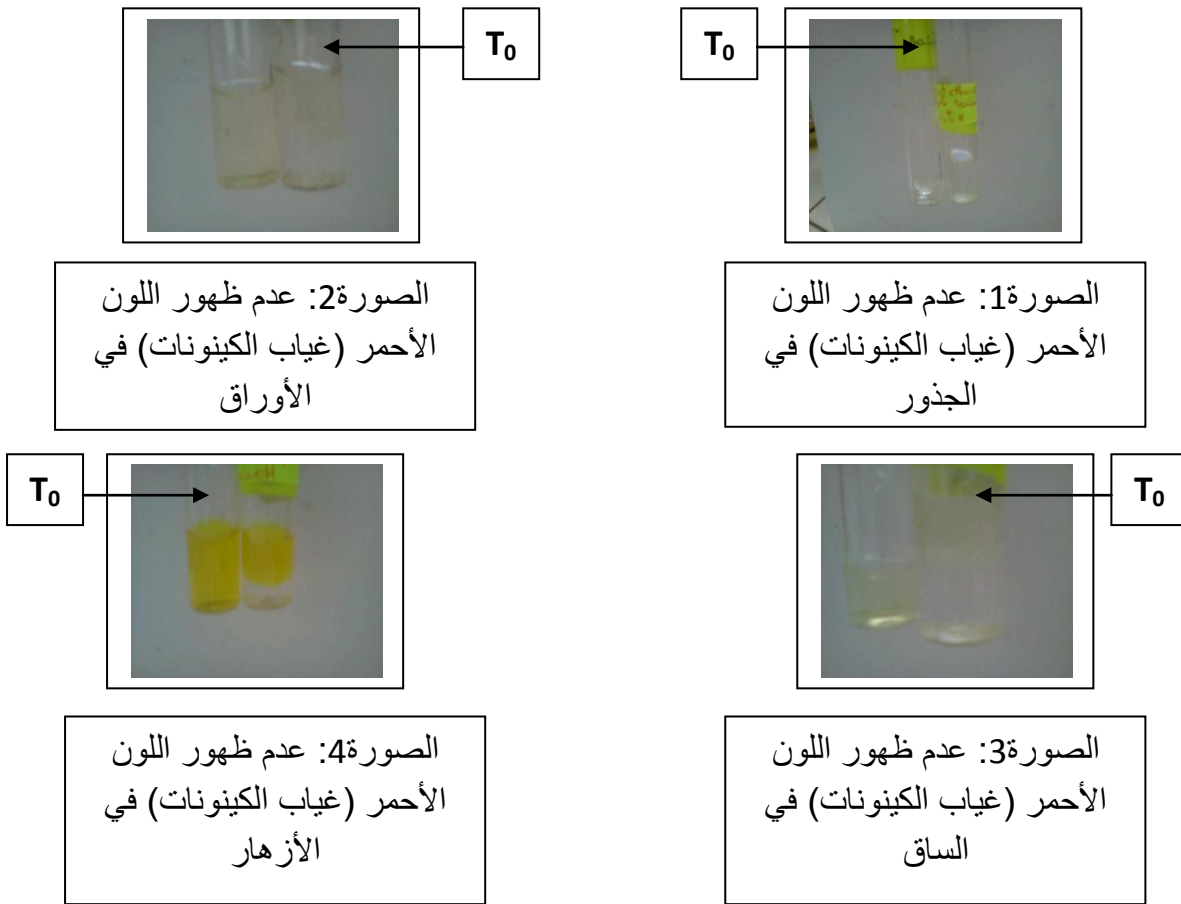 T₀
T₀
الصورة1: عدم ظهور اللون
الأحمر (غياب الكينونات) في
الجذور
الصورة2: عدم ظهور اللون
الأحمر (غياب الكينونات) في
الأوراق
T₀
T₀
الصورة3: عدم ظهور اللون
الأحمر (غياب الكينونات) في
الساق
الصورة4: عدم ظهور اللون
الأحمر (غياب الكينونات) في
الأزهار